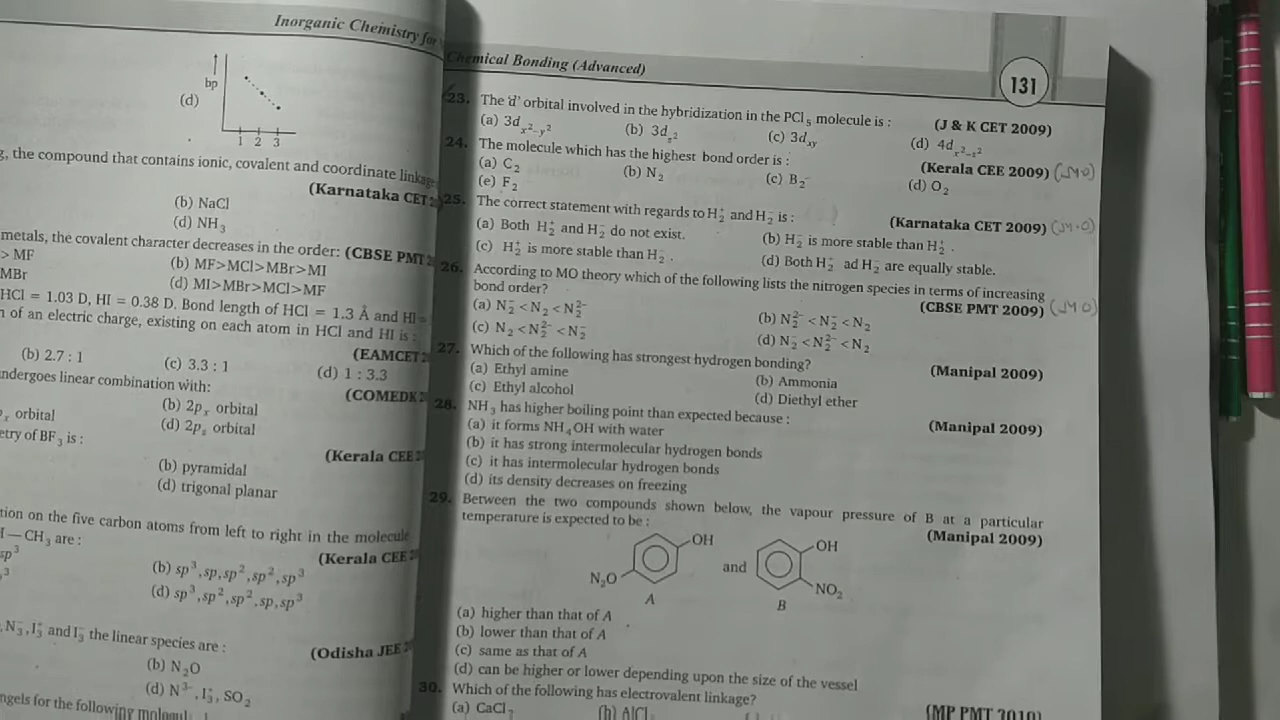 Inorganic Chemistry for
bp
(d)
1 2 3
, the compound that contains ionic, covalent and coordinate linkage
(Karnataka CET
(b) NaCl
(d) NH₃
metals, the covalent character decreases in the order: (CBSE PMT
> MF
(b) MF>MCl>MBr>MI
MBr
(d) MI>MBr>MCl>MF
HCl = 1.03 D, HI = 0.38 D. Bond length of HCl = 1.3 Å and HI =
of an electric charge, existing on each atom in HCl and HI is :
(EAMCET
(b) 2.7 : 1 (c) 3.3 : 1 (d) 1 : 3.3
undergoes linear combination with: (COMEDK
orbital (b) 2pₓ orbital
(d) 2pₛ orbital
etry of BF₃ is :
(Kerala CEE
(b) pyramidal
(d) trigonal planar
tion on the five carbon atoms from left to right in the molecule
— CH₃ are : (Kerala CEE
sp³ (b) sp³, sp, sp², sp², sp³
(d) sp³, sp², sp², sp, sp³
N₃⁻, I₃⁺ and I₃⁻ the linear species are : (Odisha JEE
(b) N₂O
(d) N³⁻, I₃⁺, SO₂
ngels for the following
Chemical Bonding (Advanced)
131
23. The 'd' orbital involved in the hybridization in the PCl₅ molecule is : (J & K CET 2009)
(a) 3dₓ²₋ᵧ² (b) 3d_z² (c) 3dₓᵧ (d) 4dₓ²₋ₛ²
24. The molecule which has the highest bond order is : (Kerala CEE 2009)
(a) C₂ (b) N₂ (c) B₂⁻ (d) O₂
(e) F₂
25. The correct statement with regards to H₂⁺ and H₂⁻ is : (Karnataka CET 2009)
(a) Both H₂⁺ and H₂⁻ do not exist. (b) H₂⁻ is more stable than H₂⁺.
(c) H₂⁺ is more stable than H₂⁻. (d) Both H₂⁻ ad H₂⁻ are equally stable.
26. According to MO theory which of the following lists the nitrogen species in terms of increasing
bond order? (CBSE PMT 2009)
(a) N₂⁻ < N₂ < N₂²⁻ (b) N₂²⁻ < N₂⁻ < N₂
(c) N₂ < N₂²⁻ < N₂⁻ (d) N₂ < N₂²⁻ < N₂
27. Which of the following has strongest hydrogen bonding? (Manipal 2009)
(a) Ethyl amine (b) Ammonia
(c) Ethyl alcohol (d) Diethyl ether
28. NH₃ has higher boiling point than expected because : (Manipal 2009)
(a) it forms NH₄OH with water
(b) it has strong intermolecular hydrogen bonds
(c) it has intermolecular hydrogen bonds
(d) its density decreases on freezing
29. Between the two compounds shown below, the vapour pressure of B at a particular
temperature is expected to be : (Manipal 2009)
OH OH
N₂O and NO₂
A B
(a) higher than that of A
(b) lower than that of A
(c) same as that of A
(d) can be higher or lower depending upon the size of the vessel
30. Which of the following has electrovalent linkage? (MP PMT 2010)
(a) CaCl₂ (b) AlCl₃